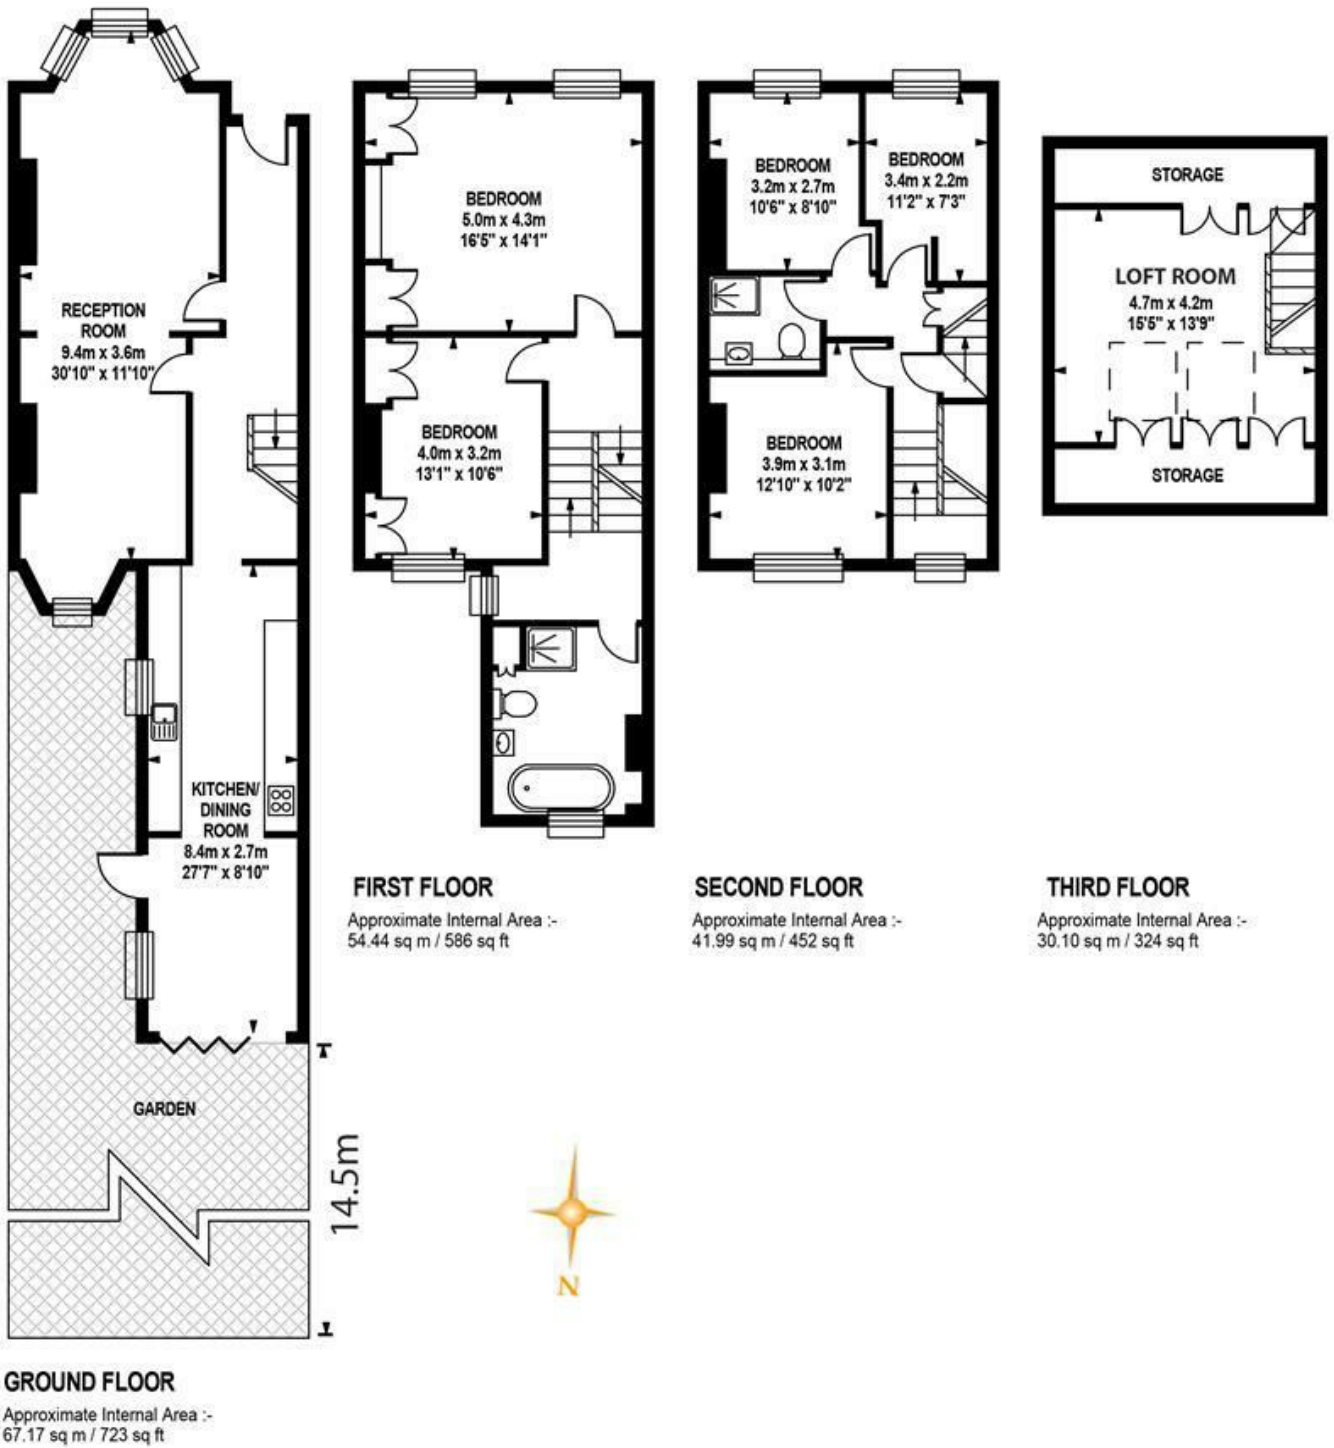 RECEPTION
ROOM
9.4m x 3.6m
30'10" x 11'10"
KITCHEN/
DINING
ROOM
8.4m x 2.7m
27'7" x 8'10"
GARDEN
14.5m
GROUND FLOOR
Approximate Internal Area :-
67.17 sq m / 723 sq ft
BEDROOM
5.0m x 4.3m
16'5" x 14'1"
BEDROOM
4.0m x 3.2m
13'1" x 10'6"
FIRST FLOOR
Approximate Internal Area :-
54.44 sq m / 586 sq ft
BEDROOM
3.2m x 2.7m
10'6" x 8'10"
BEDROOM
3.4m x 2.2m
11'2" x 7'3"
BEDROOM
3.9m x 3.1m
12'10" x 10'2"
SECOND FLOOR
Approximate Internal Area :-
41.99 sq m / 452 sq ft
STORAGE
LOFT ROOM
4.7m x 4.2m
15'5" x 13'9"
STORAGE
THIRD FLOOR
Approximate Internal Area :-
30.10 sq m / 324 sq ft
N